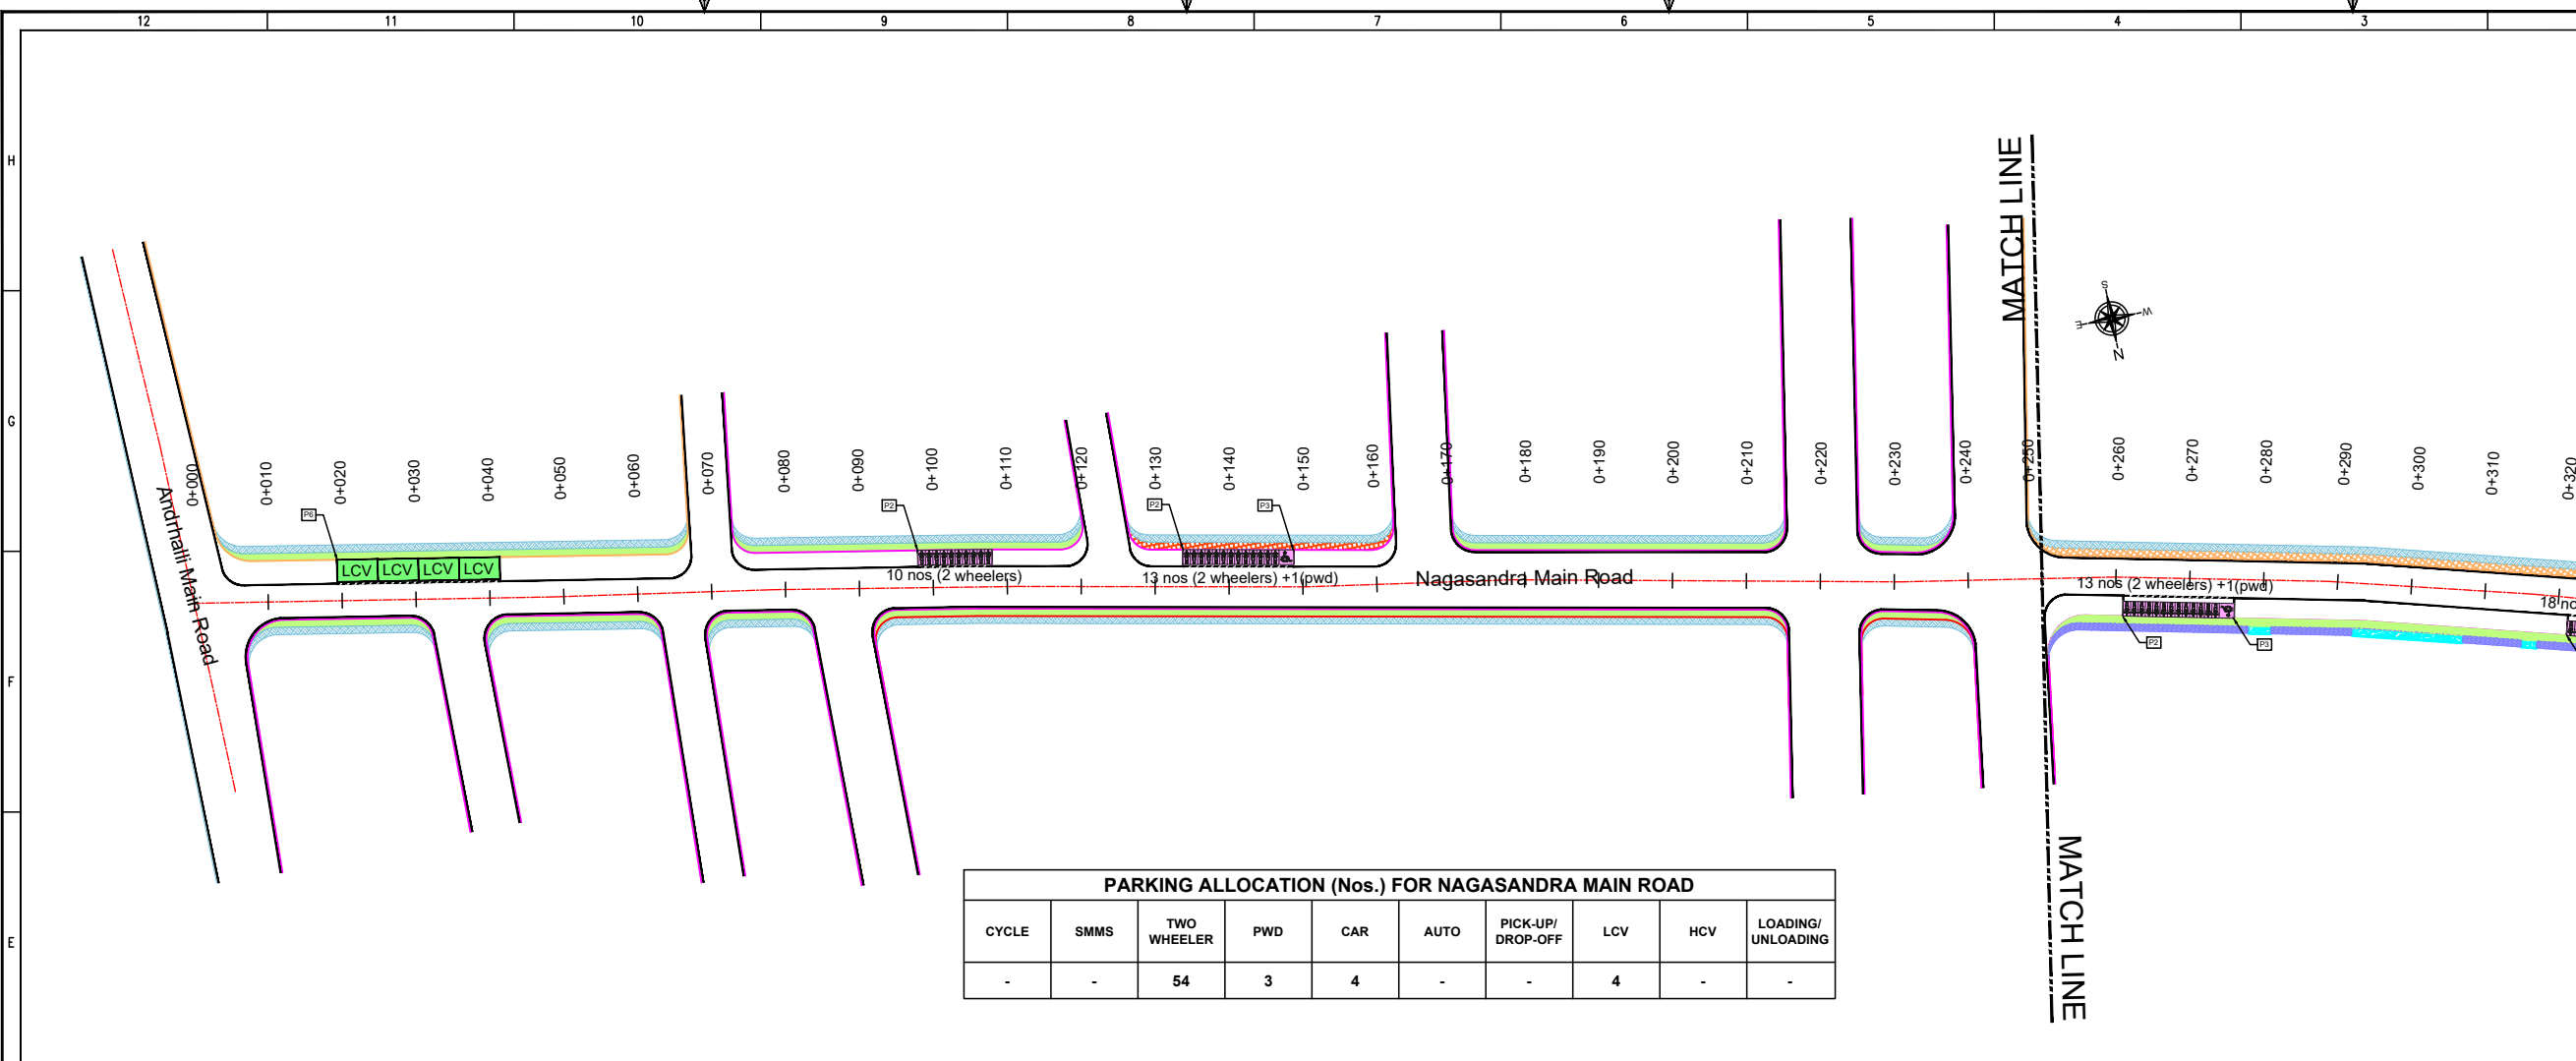 12 11 10 9 8 7 6 5 4 3
H
G
F
E
MATCH LINE
S
E
W
N
0+000 0+010 0+020 0+030 0+040 0+050 0+060 0+070 0+080 0+090 0+100 0+110 0+120 0+130 0+140 0+150 0+160 0+170 0+180 0+190 0+200 0+210 0+220 0+230 0+240 0+250 0+260 0+270 0+280 0+290 0+300 0+310 0+320
Andrhalli Main Road
P6
P2
P2
P3
LCV LCV LCV LCV
10 nos (2 wheelers)
13 nos (2 wheelers) +1(pwd)
Nagasandra Main Road
13 nos (2 wheelers) +1(pwd)
18 no
P2
P3
MATCH LINE
PARKING ALLOCATION (Nos.) FOR NAGASANDRA MAIN ROAD
CYCLE SMMS TWO WHEELER PWD CAR AUTO PICK-UP/ DROP-OFF LCV HCV LOADING/ UNLOADING
- - 54 3 4 - - 4 - -